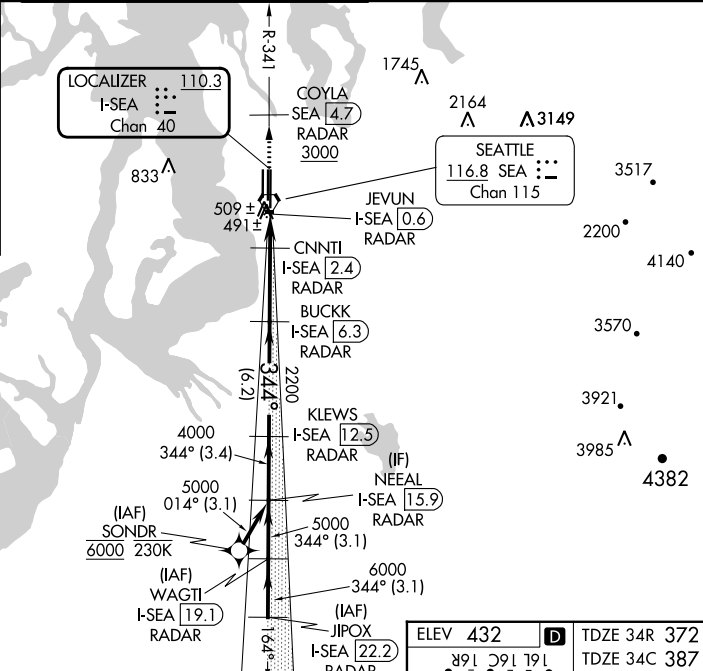 R-341
1745
LOCALIZER 110.3
I-SEA
Chan 40
COYLA
SEA 4.7
RADAR
3000
2164
3149
SEATTLE
116.8 SEA
Chan 115
833
3517
509 ±
491±
JEVUN
I-SEA 0.6
RADAR
2200
CNNTI
I-SEA 2.4
RADAR
4140
BUCKK
I-SEA 6.3
RADAR
3570
344°
(6.2)
2200
3921
KLEWS
I-SEA 12.5
RADAR
4000
344° (3.4)
3985
4382
(IF)
NEEAL
I-SEA 15.9
RADAR
5000
014° (3.1)
(IAF)
SONDR
6000 230K
5000
344° (3.1)
(IAF)
WAGTI
I-SEA 19.1
RADAR
6000
344° (3.1)
(IAF)
JIPOX
I-SEA 22.2
RADAR
164°
ELEV 432 D TDZE 34R 372
TDZE 34C 387
16R 16C 16L